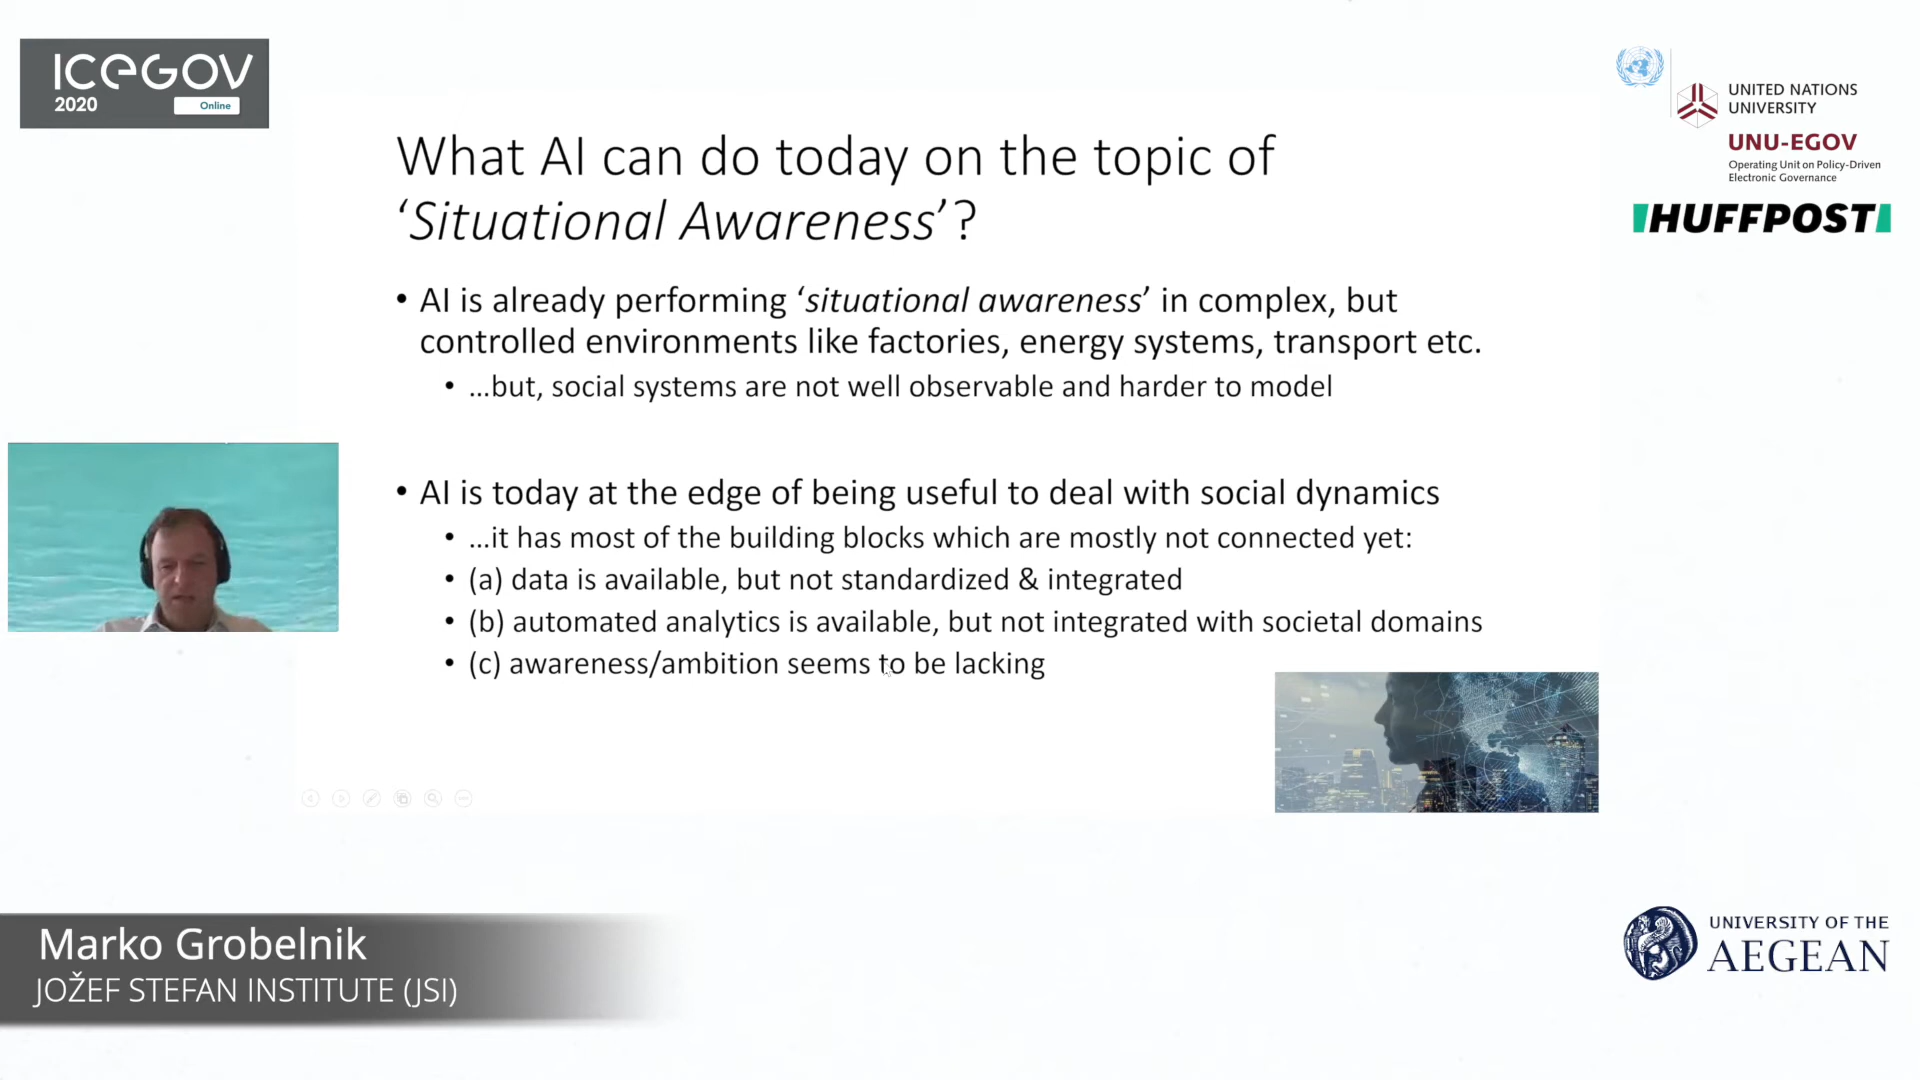 ICEGOV
2020
Online
UNITED NATIONS
UNIVERSITY
UNU-EGOV
Operating Unit on Policy-Driven
Electronic Governance
HUFFPOST
What AI can do today on the topic of
‘Situational Awareness’?
• AI is already performing ‘situational awareness’ in complex, but
controlled environments like factories, energy systems, transport etc.
• ...but, social systems are not well observable and harder to model
• AI is today at the edge of being useful to deal with social dynamics
• ...it has most of the building blocks which are mostly not connected yet:
• (a) data is available, but not standardized & integrated
• (b) automated analytics is available, but not integrated with societal domains
• (c) awareness/ambition seems to be lacking
Marko Grobelnik
JOŽEF STEFAN INSTITUTE (JSI)
UNIVERSITY OF THE
AEGEAN